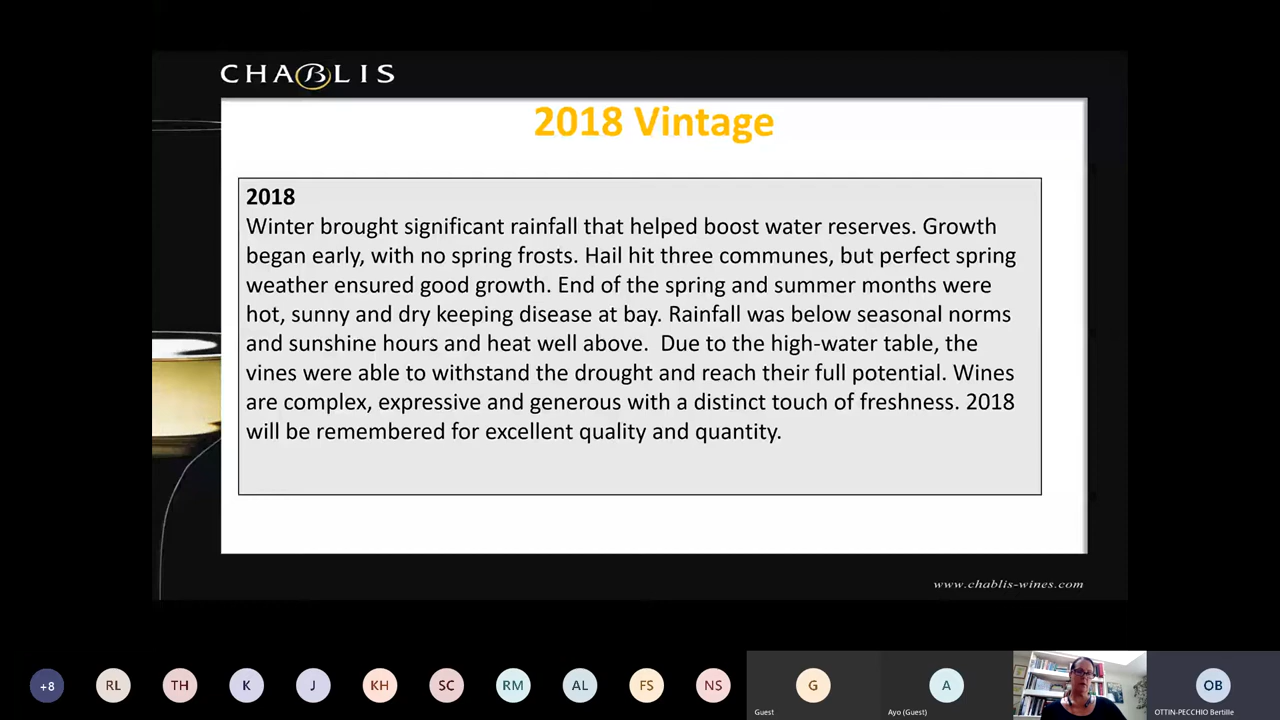 CHABLIS
2018 Vintage
2018
Winter brought significant rainfall that helped boost water reserves. Growth
began early, with no spring frosts. Hail hit three communes, but perfect spring
weather ensured good growth. End of the spring and summer months were
hot, sunny and dry keeping disease at bay. Rainfall was below seasonal norms
and sunshine hours and heat well above.  Due to the high-water table, the
vines were able to withstand the drought and reach their full potential. Wines
are complex, expressive and generous with a distinct touch of freshness. 2018
will be remembered for excellent quality and quantity.
www.chablis-wines.com
+8 RL TH K J KH SC RM AL FS NS G A OB
Guest Ayo (Guest) OTTIN-PECCHIO Bertille